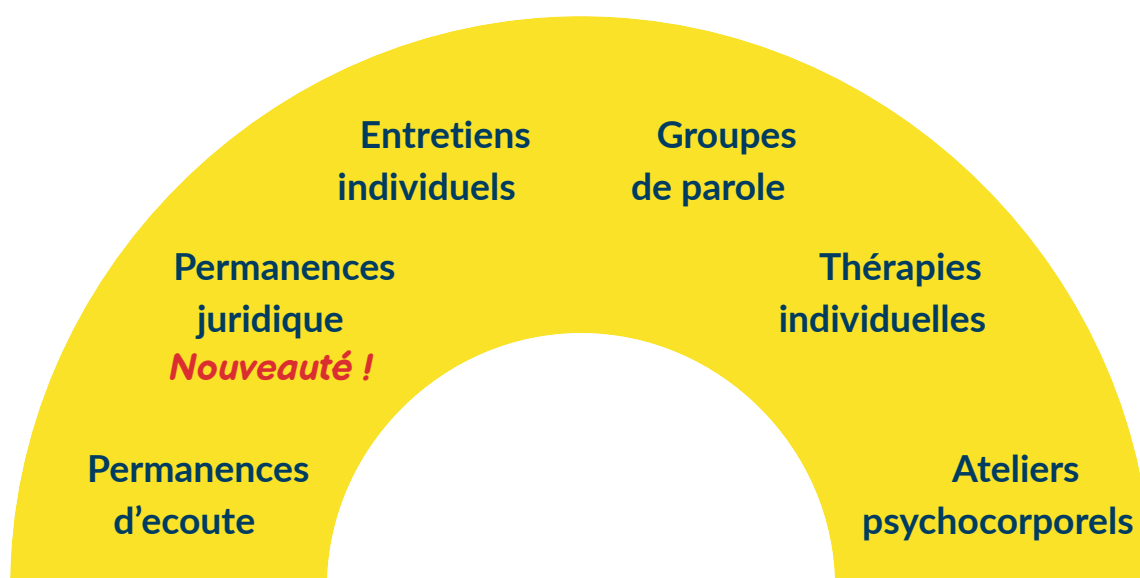 Entretiens
individuels
Groupes
de parole
Permanences
juridique
Nouveauté !
Thérapies
individuelles
Permanences
d’ecoute
Ateliers
psychocorporels